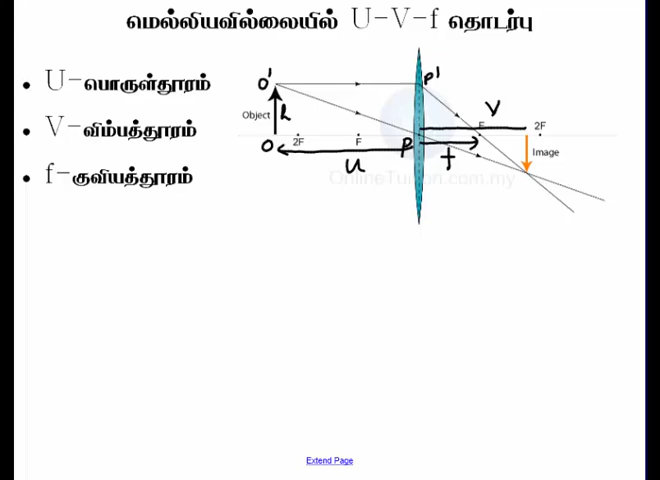 மெல்லியவில்லையில் U-V-f தொடர்பு
• U-பொருள்தூரம்
• V-விம்பத்தூரம்
• f-குவியத்தூரம்
O' P'
Object h V
2F F F 2F
O P Image
U f
OnlineTuition.com.my
Extend Page